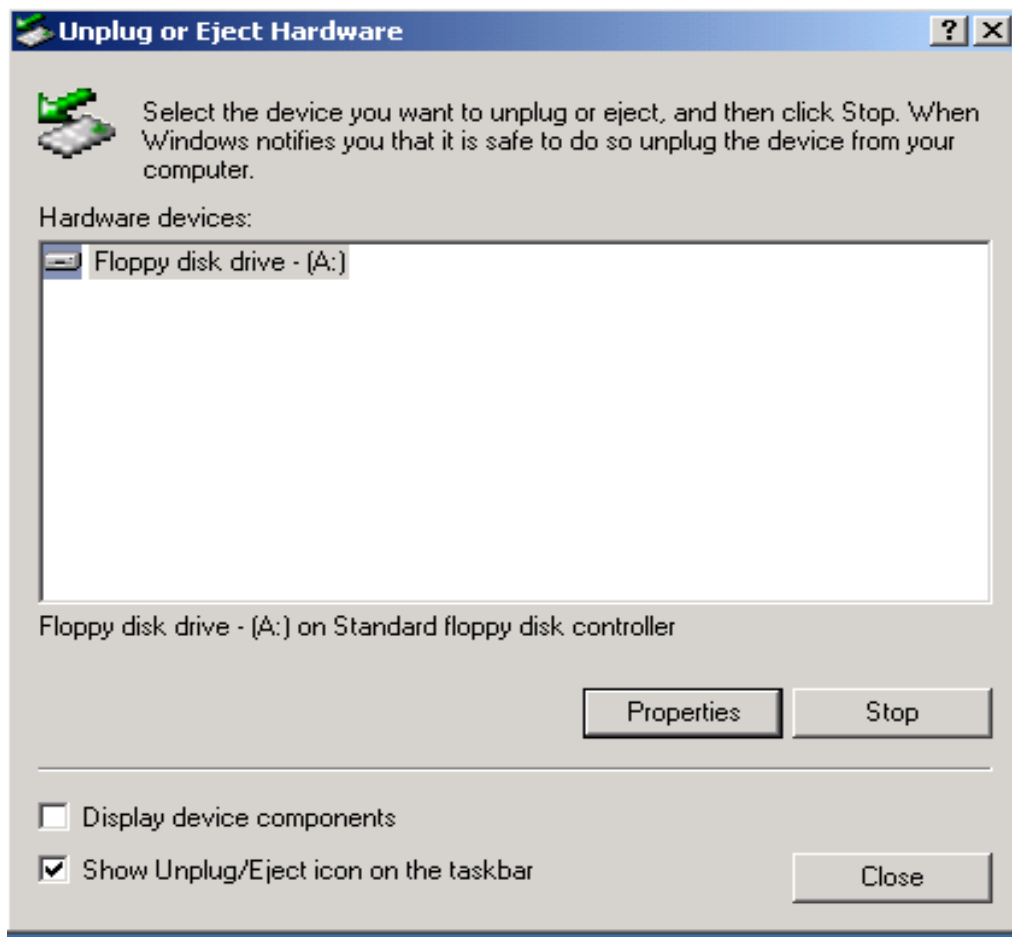 Unplug or Eject Hardware
Select the device you want to unplug or eject, and then click Stop. When
Windows notifies you that it is safe to do so unplug the device from your
computer.
Hardware devices:
Floppy disk drive - (A:)
Floppy disk drive - (A:) on Standard floppy disk controller
Properties
Stop
Display device components
Show Unplug/Eject icon on the taskbar
Close